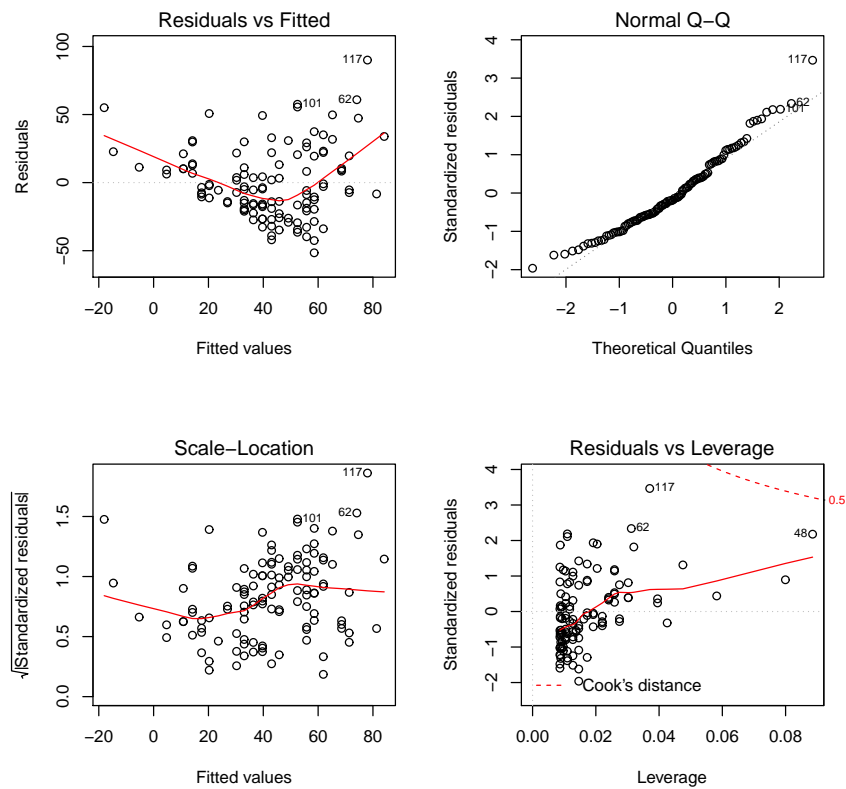 Residuals vs Fitted
Residuals
100
50
0
−50
117
62
101
−20 0 20 40 60 80
Fitted values
Normal Q−Q
Standardized residuals
4
3
2
1
0
−1
−2
117
62
101
−2 −1 0 1 2
Theoretical Quantiles
Scale−Location
√|Standardized residuals|
1.5
1.0
0.5
0.0
117
62
101
−20 0 20 40 60 80
Fitted values
Residuals vs Leverage
Standardized residuals
4
3
2
1
0
−1
−2
117
62
48
0.5
Cook's distance
0.00 0.02 0.04 0.06 0.08
Leverage